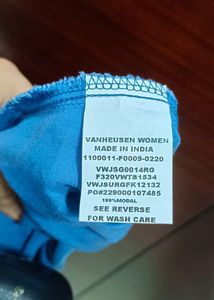 VANHEUSEN WOMEN
MADE IN INDIA
1100011-F0009-0220
VWJSG0014RG
F320VWTS1534
VWJSURGFK12132
PO#229000107485
100%MODAL
SEE REVERSE
FOR WASH CARE